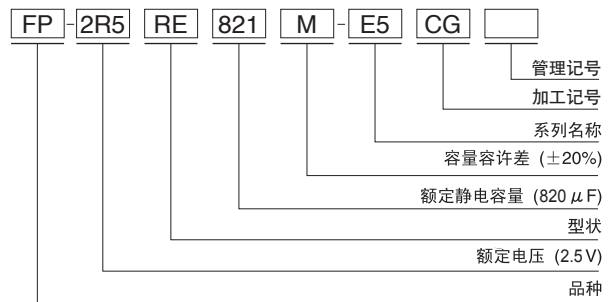 FP-2R5 RE 821 M-E5 CG
管理记号
加工记号
系列名称
容量容许差 (±20%)
额定静电容量 (820 μF)
型状
额定电压 (2.5V)
品种